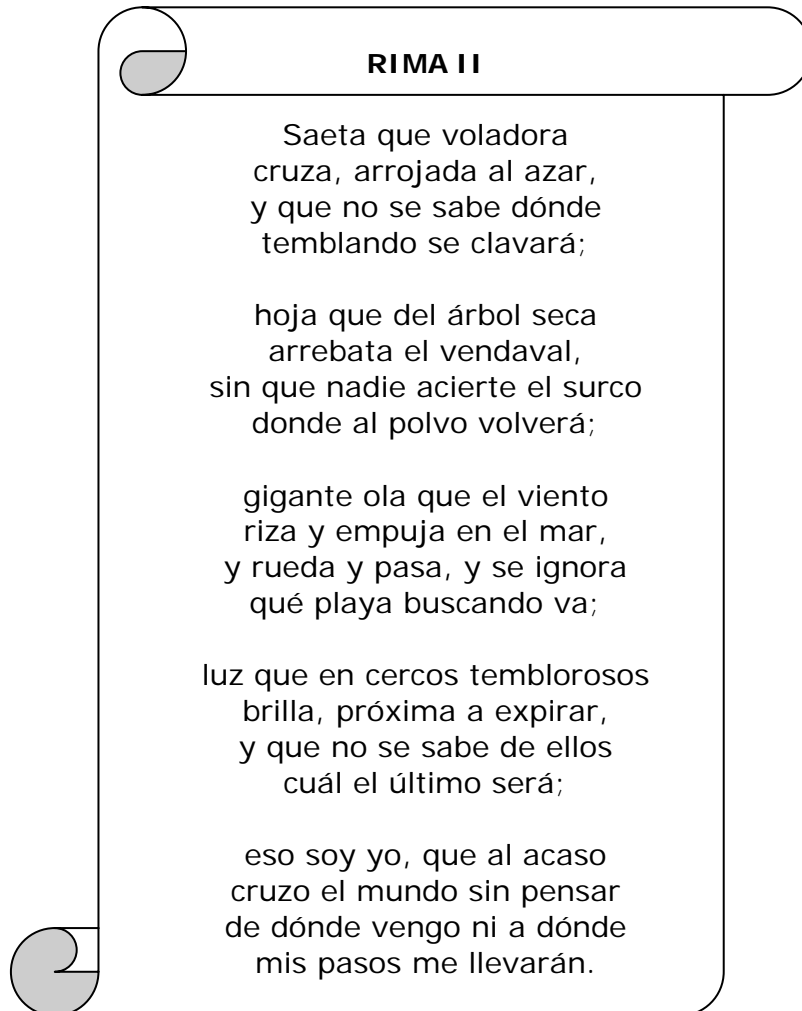 RIMA II
Saeta que voladora
cruza, arrojada al azar,
y que no se sabe dónde
temblando se clavará;
hoja que del árbol seca
arrebata el vendaval,
sin que nadie acierte el surco
donde al polvo volverá;
gigante ola que el viento
riza y empuja en el mar,
y rueda y pasa, y se ignora
qué playa buscando va;
luz que en cercos temblorosos
brilla, próxima a expirar,
y que no se sabe de ellos
cuál el último será;
eso soy yo, que al acaso
cruzo el mundo sin pensar
de dónde vengo ni a dónde
mis pasos me llevarán.